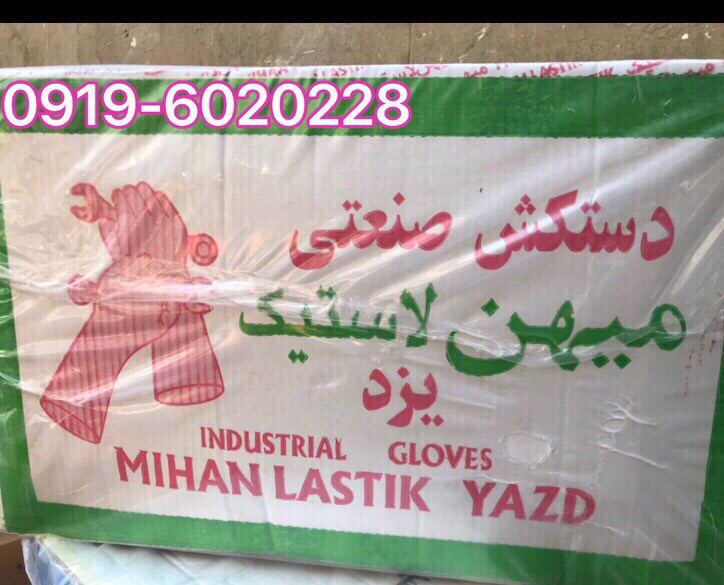 0919-6020228
دستکش صنعتی
میهن لاستیک
یزد
INDUSTRIAL GLOVES
MIHAN LASTIK YAZD